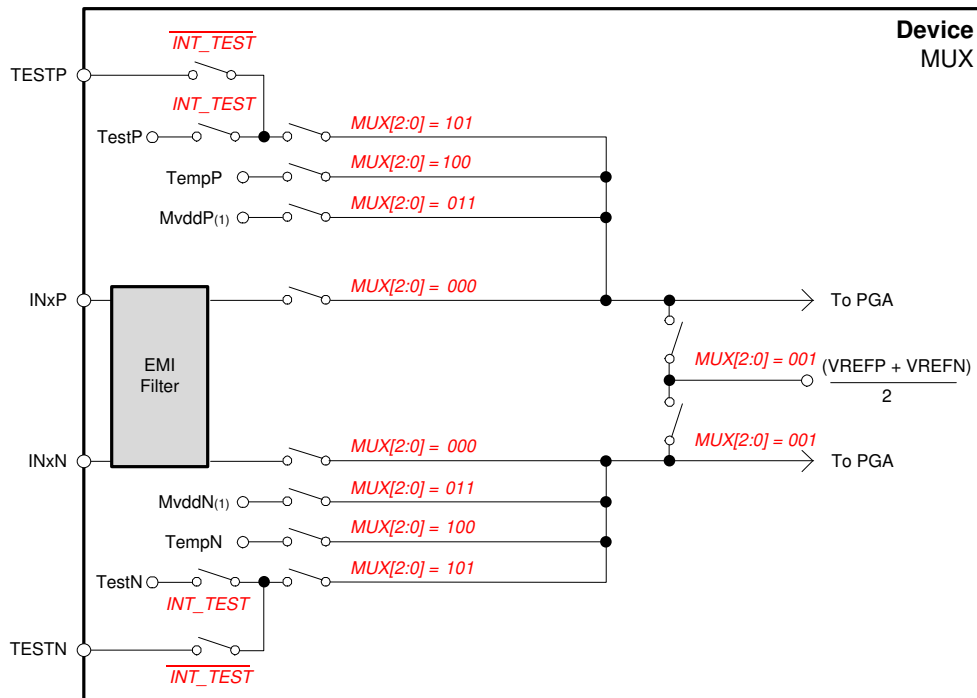 Device
MUX
INT_TEST
TESTP
INT_TEST
TestP
MUX[2:0] = 101
TempP
MUX[2:0] = 100
MvddP(1)
MUX[2:0] = 011
INxP
MUX[2:0] = 000
To PGA
EMI
Filter
MUX[2:0] = 001
(VREFP + VREFN)
2
INxN
MUX[2:0] = 000
MUX[2:0] = 001
To PGA
MvddN(1)
MUX[2:0] = 011
TempN
MUX[2:0] = 100
TestN
MUX[2:0] = 101
INT_TEST
TESTN
INT_TEST